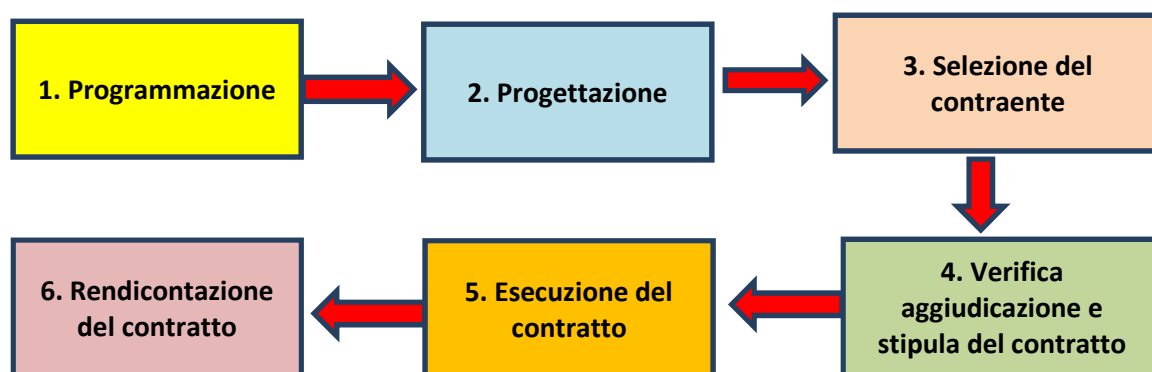 1. Programmazione
2. Progettazione
3. Selezione del
contraente
4. Verifica
aggiudicazione e
stipula del contratto
5. Esecuzione del
contratto
6. Rendicontazione
del contratto